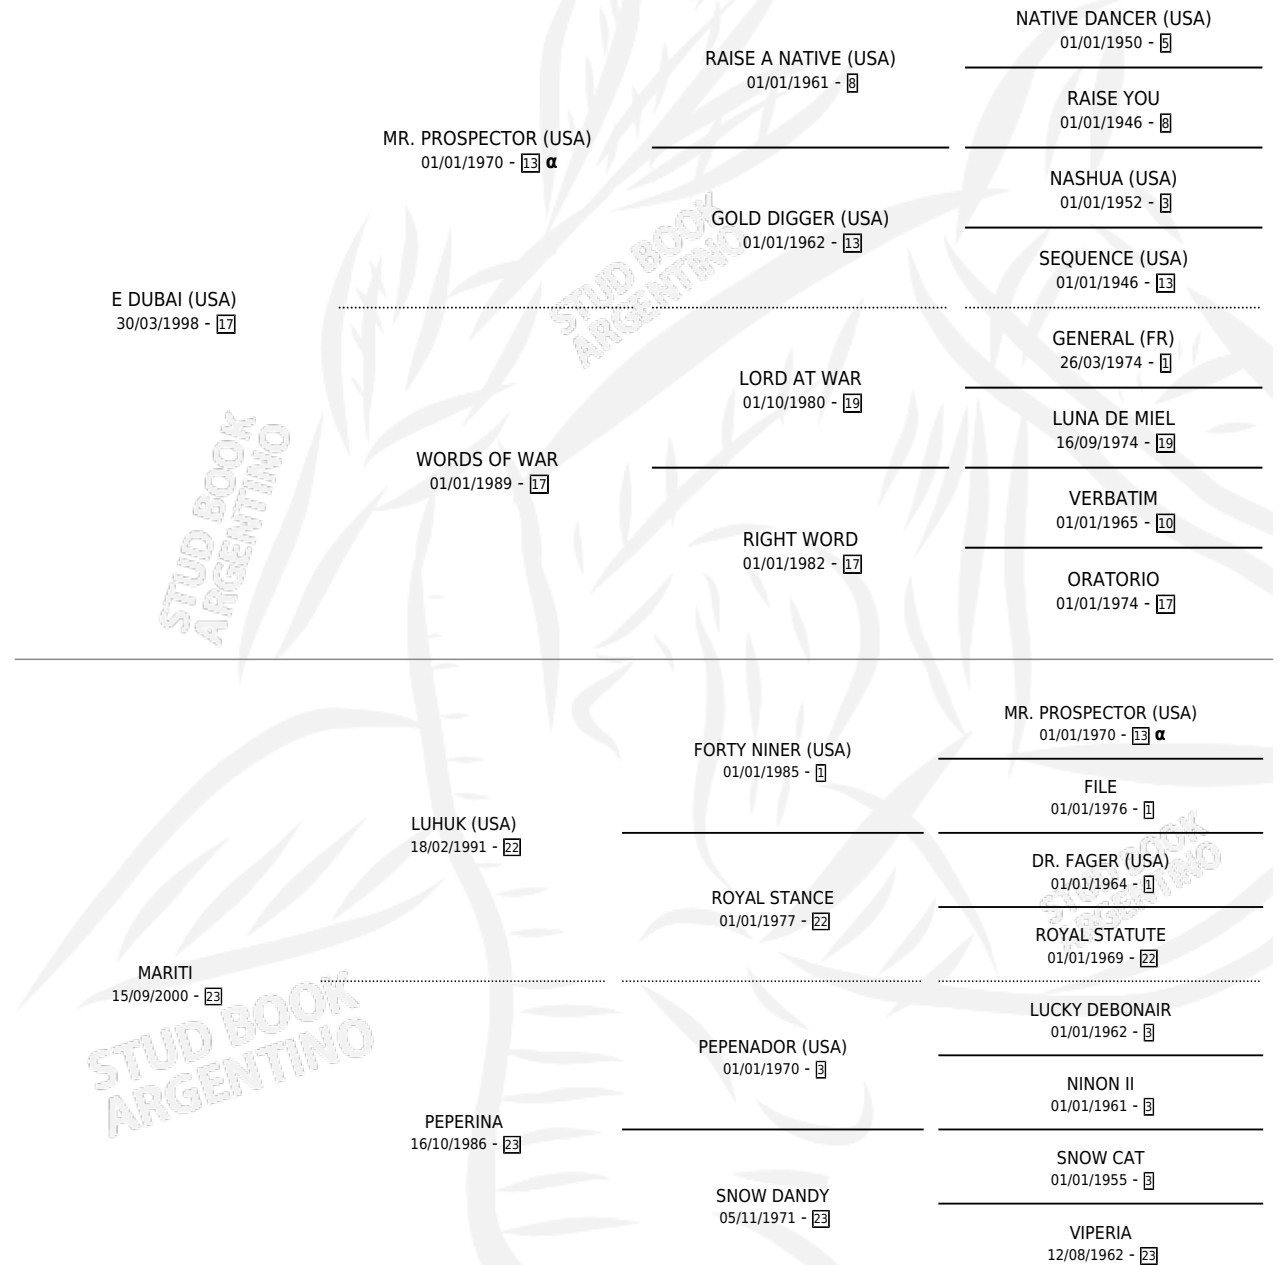 NATIVE DANCER (USA)
01/01/1950 - 5
RAISE A NATIVE (USA)
01/01/1961 - 8
RAISE YOU
01/01/1946 - 8
MR. PROSPECTOR (USA)
01/01/1970 - 13 α
NASHUA (USA)
01/01/1952 - 3
GOLD DIGGER (USA)
01/01/1962 - 13
SEQUENCE (USA)
01/01/1946 - 13
E DUBAI (USA)
30/03/1998 - 17
GENERAL (FR)
26/03/1974 - 1
LORD AT WAR
01/10/1980 - 19
LUNA DE MIEL
16/09/1974 - 19
WORDS OF WAR
01/01/1989 - 17
VERBATIM
01/01/1965 - 10
RIGHT WORD
01/01/1982 - 17
ORATORIO
01/01/1974 - 17
STUD BOOK
ARGENTINO
STUD BOOK
ARGENTINO
MR. PROSPECTOR (USA)
01/01/1970 - 13 α
FORTY NINER (USA)
01/01/1985 - 1
FILE
01/01/1976 - 1
LUHUK (USA)
18/02/1991 - 22
DR. FAGER (USA)
01/01/1964 - 1
ROYAL STANCE
01/01/1977 - 22
ROYAL STATUTE
01/01/1969 - 22
MARITI
15/09/2000 - 23
LUCKY DEBONAIR
01/01/1962 - 3
PEPENADOR (USA)
01/01/1970 - 3
NINON II
01/01/1961 - 3
PEPERINA
16/10/1986 - 23
SNOW CAT
01/01/1955 - 3
SNOW DANDY
05/11/1971 - 23
VIPERIA
12/08/1962 - 23
STUD BOOK
ARGENTINO
STUD BOOK
ARGENTINO